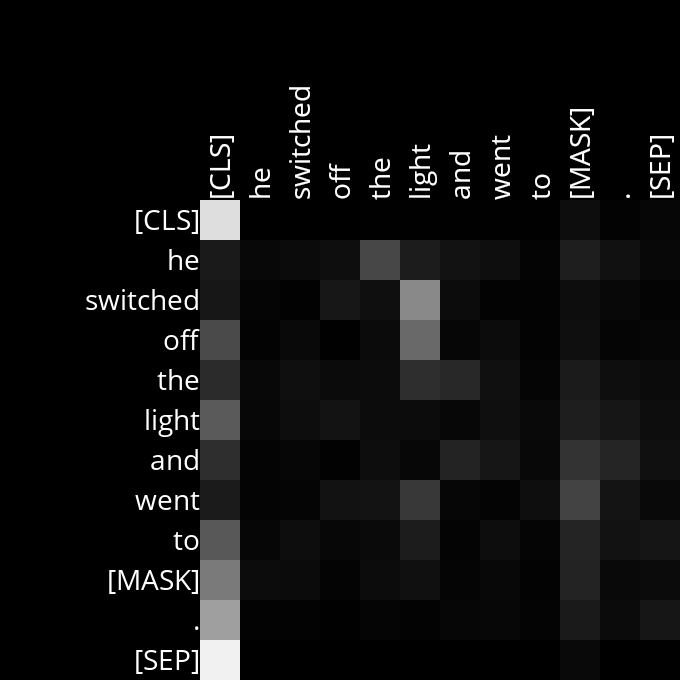 [CLS] he switched off the light and went to [MASK] . [SEP]
[CLS]
he
switched
off
the
light
and
went
to
[MASK]
.
[SEP]